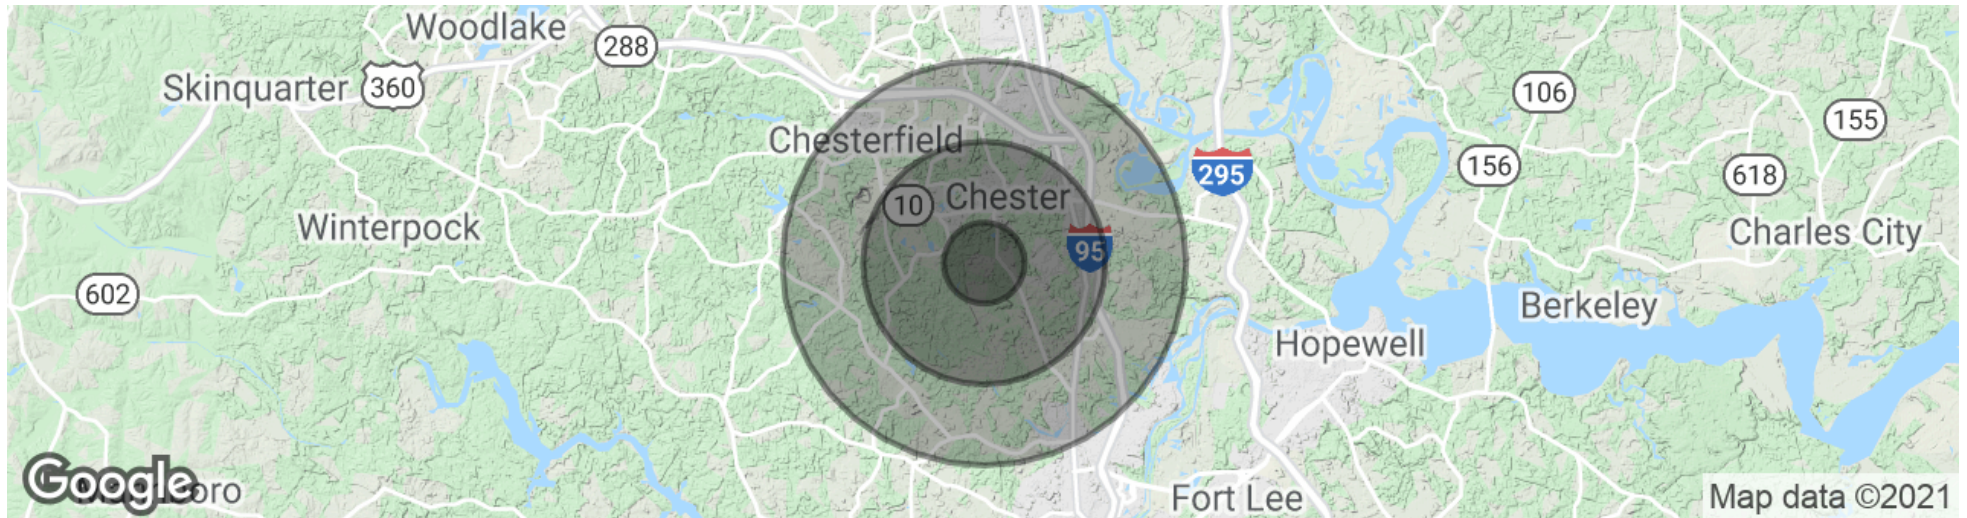 Woodlake
288
Skinquarter
360
106
155
Chesterfield
156
295
618
10
Chester
Winterpock
Charles City
95
602
Berkeley
Hopewell
Google
boro
Fort Lee
Map data ©2021